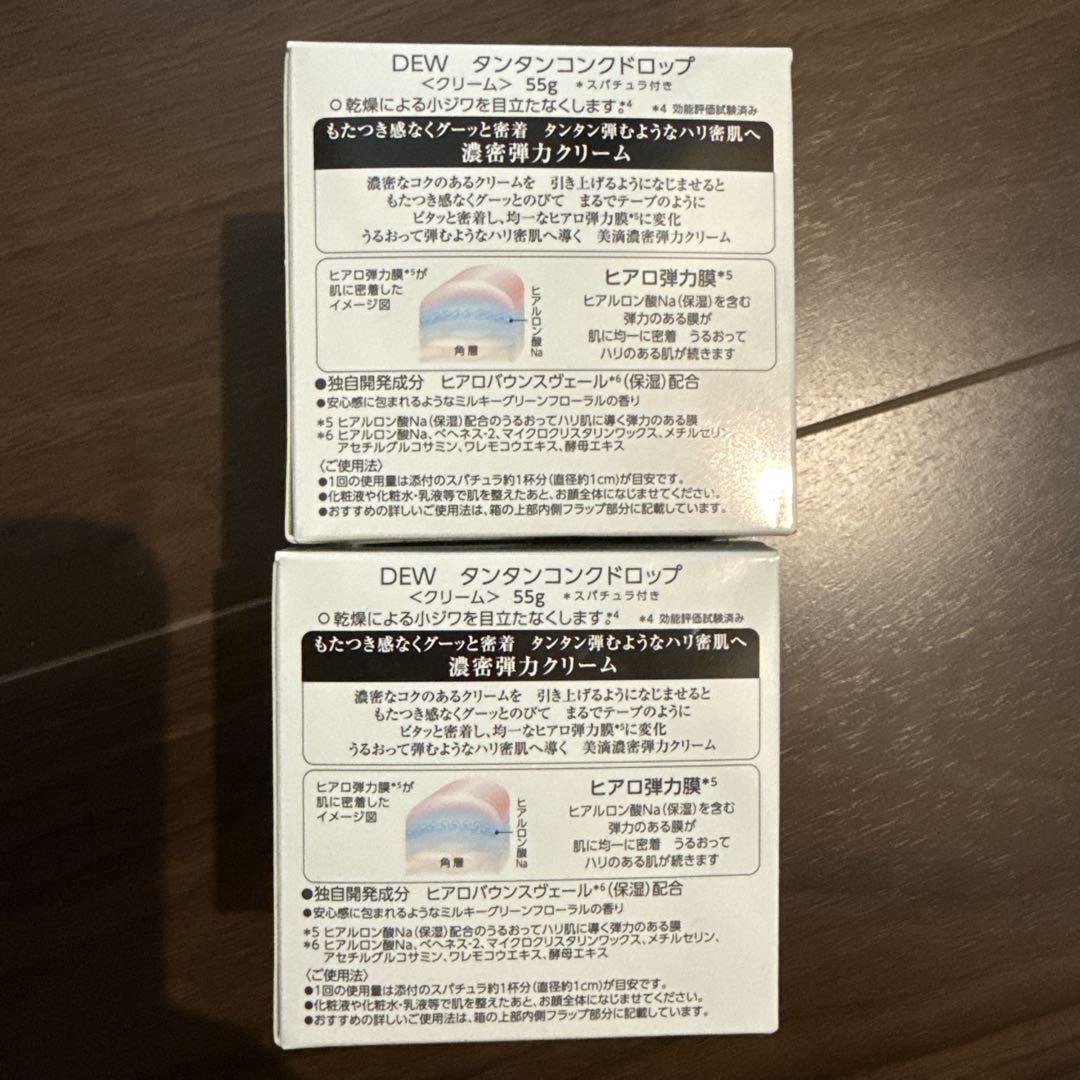 DEW タンタンコンクドロップ
<クリーム> 55g *スパチュラ付き
○乾燥による小ジワを目立たなくします。*4 *4 効能評価試験済み
もたつき感なくグーッと密着 タンタン弾むようなハリ密肌へ
濃密弾力クリーム
濃密なコクのあるクリームを 引き上げるようになじませると
もたつき感なくグーッとのびて まるでテープのように
ピタッと密着し、均一なヒアロ弾力膜*5に変化
うるおって弾むようなハリ密肌へ導く 美滴濃密弾力クリーム
ヒアロ弾力膜*5が
肌に密着した
イメージ図
ヒアルロン酸Na
角層
ヒアロ弾力膜*5
ヒアルロン酸Na(保湿)を含む
弾力のある膜が
肌に均一に密着 うるおって
ハリのある肌が続きます
●独自開発成分 ヒアロバウンスヴェール*6(保湿)配合
●安心感に包まれるようなミルキーグリーンフローラルの香り
*5 ヒアルロン酸Na(保湿)配合のうるおってハリ肌に導く弾力のある膜
*6 ヒアルロン酸Na、ベヘネス-2、マイクロクリスタリンワックス、メチルセリン、
アセチルグルコサミン、ワレモコウエキス、酵母エキス
〈ご使用法〉
●1回の使用量は添付のスパチュラ約1杯分(直径約1cm)が目安です。
●化粧液や化粧水・乳液等で肌を整えたあと、お顔全体になじませてください。
●おすすめの詳しいご使用法は、箱の上部内側フラップ部分に記載しています。
DEW タンタンコンクドロップ
<クリーム> 55g *スパチュラ付き
○乾燥による小ジワを目立たなくします。*4 *4 効能評価試験済み
もたつき感なくグーッと密着 タンタン弾むようなハリ密肌へ
濃密弾力クリーム
濃密なコクのあるクリームを 引き上げるようになじませると
もたつき感なくグーッとのびて まるでテープのように
ピタッと密着し、均一なヒアロ弾力膜*5に変化
うるおって弾むようなハリ密肌へ導く 美滴濃密弾力クリーム
ヒアロ弾力膜*5が
肌に密着した
イメージ図
ヒアルロン酸Na
角層
ヒアロ弾力膜*5
ヒアルロン酸Na(保湿)を含む
弾力のある膜が
肌に均一に密着 うるおって
ハリのある肌が続きます
●独自開発成分 ヒアロバウンスヴェール*6(保湿)配合
●安心感に包まれるようなミルキーグリーンフローラルの香り
*5 ヒアルロン酸Na(保湿)配合のうるおってハリ肌に導く弾力のある膜
*6 ヒアルロン酸Na、ベヘネス-2、マイクロクリスタリンワックス、メチルセリン、
アセチルグルコサミン、ワレモコウエキス、酵母エキス
〈ご使用法〉
●1回の使用量は添付のスパチュラ約1杯分(直径約1cm)が目安です。
●化粧液や化粧水・乳液等で肌を整えたあと、お顔全体になじませてください。
●おすすめの詳しいご使用法は、箱の上部内側フラップ部分に記載しています。